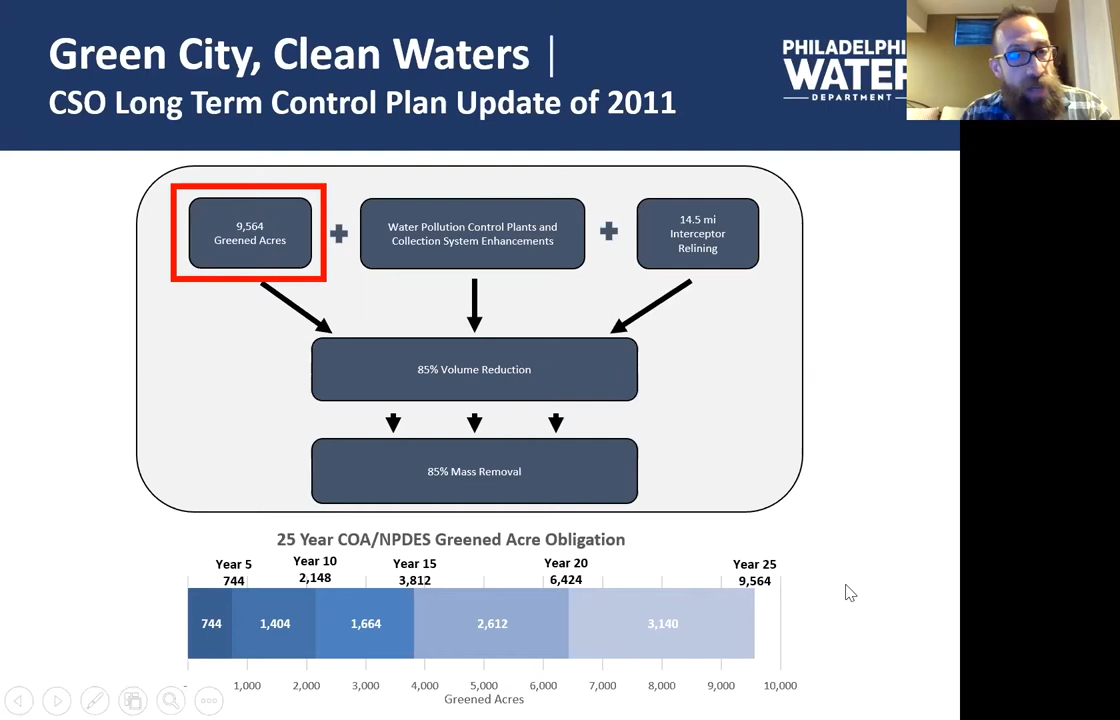 Green City, Clean Waters |
CSO Long Term Control Plan Update of 2011
PHILADELPHI
WATER
DEPARTMENT
9,564
Greened Acres
Water Pollution Control Plants and
Collection System Enhancements
14.5 mi
Interceptor
Relining
85% Volume Reduction
85% Mass Removal
25 Year COA/NPDES Greened Acre Obligation
Year 5
744
Year 10
2,148
Year 15
3,812
Year 20
6,424
Year 25
9,564
744
1,404
1,664
2,612
3,140
- 1,000 2,000 3,000 4,000 5,000 6,000 7,000 8,000 9,000 10,000
Greened Acres